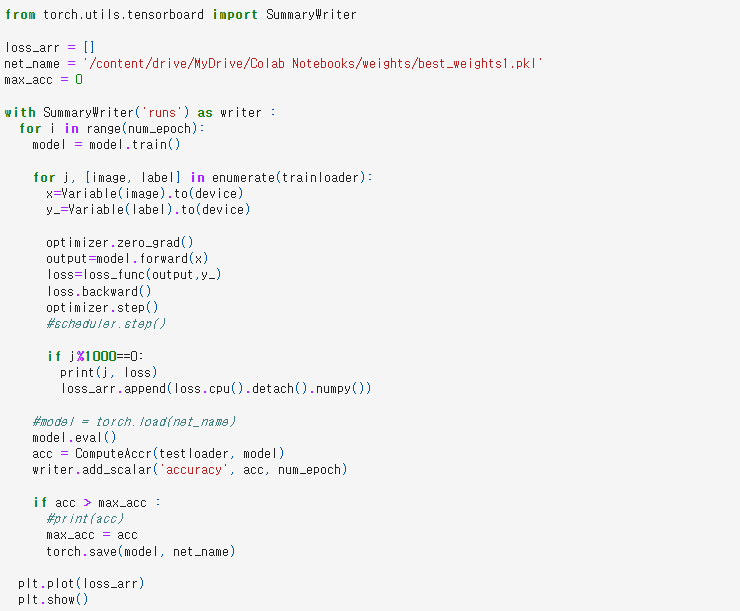 from torch.utils.tensorboard import SummaryWriter

loss_arr = []
net_name = '/content/drive/MyDrive/Colab Notebooks/weights/best_weights1.pkl'
max_acc = 0

with SummaryWriter('runs') as writer :
  for i in range(num_epoch):
    model = model.train()

    for j, [image, label] in enumerate(trainloader):
      x=Variable(image).to(device)
      y_=Variable(label).to(device)

      optimizer.zero_grad()
      output=model.forward(x)
      loss=loss_func(output,y_)
      loss.backward()
      optimizer.step()
      #scheduler.step()

      if j%1000==0:
        print(j, loss)
        loss_arr.append(loss.cpu().detach().numpy())

    #model = torch.load(net_name)
    model.eval()
    acc = ComputeAccr(testloader, model)
    writer.add_scalar('accuracy', acc, num_epoch)

    if acc > max_acc :
      #print(acc)
      max_acc = acc
      torch.save(model, net_name)

  plt.plot(loss_arr)
  plt.show()